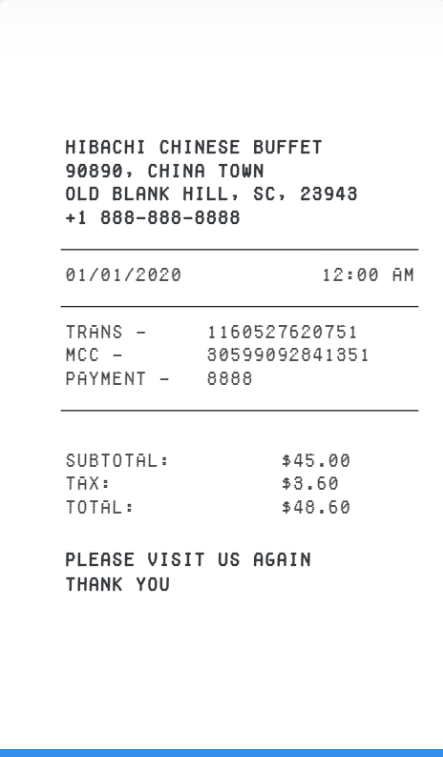 HIBACHI CHINESE BUFFET
90890, CHINA TOWN
OLD BLANK HILL, SC, 23943
+1 888-888-8888
01/01/2020 12:00 AM
TRANS - 1160527620751
MCC - 30599092841351
PAYMENT - 8888
SUBTOTAL: $45.00
TAX: $3.60
TOTAL: $48.60
PLEASE VISIT US AGAIN
THANK YOU